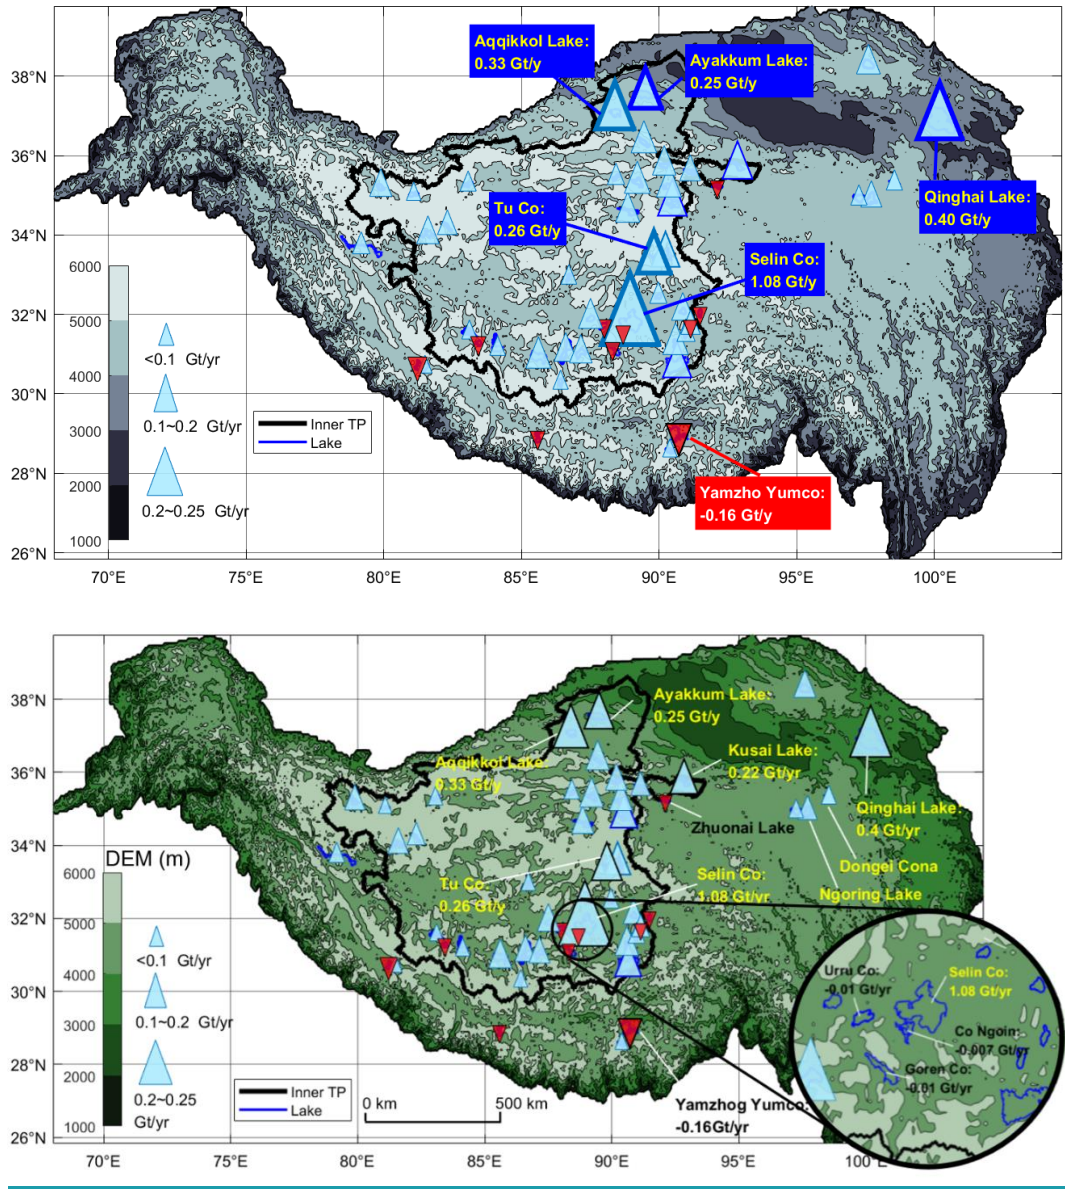 Aqqikkol Lake:
0.33 Gt/y
Ayakkum Lake:
0.25 Gt/y
38°N
36°N
34°N
32°N
30°N
28°N
26°N
Tu Co:
0.26 Gt/y
Qinghai Lake:
0.40 Gt/y
Selin Co:
1.08 Gt/y
6000
5000
4000
3000
2000
1000
<0.1 Gt/yr
0.1~0.2 Gt/yr
0.2~0.25 Gt/yr
Inner TP
Lake
Yamzho Yumco:
-0.16 Gt/y
70°E
75°E
80°E
85°E
90°E
95°E
100°E
38°N
36°N
34°N
32°N
30°N
28°N
26°N
Ayakkum Lake:
0.25 Gt/y
Aqqikkol Lake:
0.33 Gt/y
Kusai Lake:
0.22 Gt/yr
Qinghai Lake:
0.4 Gt/yr
Zhuonai Lake
Dongei Cona
Ngoring Lake
Tu Co:
0.26 Gt/y
Selin Co:
1.08 Gt/yr
DEM (m)
6000
5000
4000
3000
2000
1000
<0.1 Gt/yr
0.1~0.2 Gt/yr
0.2~0.25
Gt/yr
Inner TP
Lake
0 km
500 km
Yamzhog Yumco:
-0.16Gt/yr
Urru Co:
-0.01 Gt/yr
Selin Co:
1.08 Gt/yr
Co Ngoin:
-0.007 Gt/yr
Goren Co:
-0.01 Gt/yr
70°E
75°E
80°E
85°E
90°E
95°E
100°E